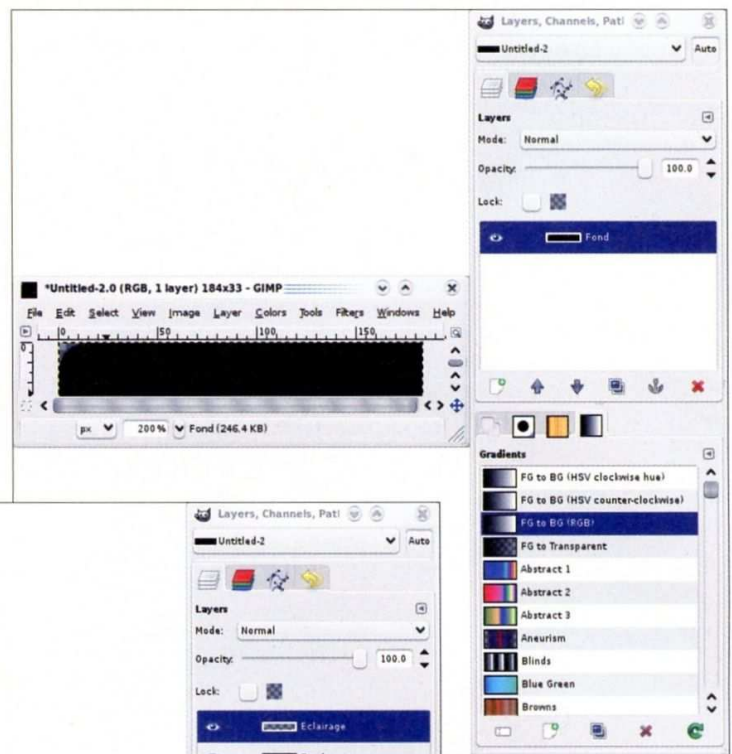 Layers, Channels, Patl
Untitled-2
Auto
Layers
Mode: Normal
Opacity: 100.0
Lock:
Fond
*Untitled-2.0 (RGB, 1 layer) 184x33 - GIMP
File Edit Select View Image Layer Colors Tools Filters Windows Help
0 50 100 150
0
px 200% Fond (246.4 KB)
Gradients
FG to BG (HSV clockwise hue)
FG to BG (HSV counter-clockwise)
FG to BG (RGB)
FG to Transparent
Abstract 1
Abstract 2
Abstract 3
Aneurism
Blinds
Blue Green
Browns
Layers, Channels, Patl
Untitled-2
Auto
Layers
Mode: Normal
Opacity: 100.0
Lock:
Eclairage